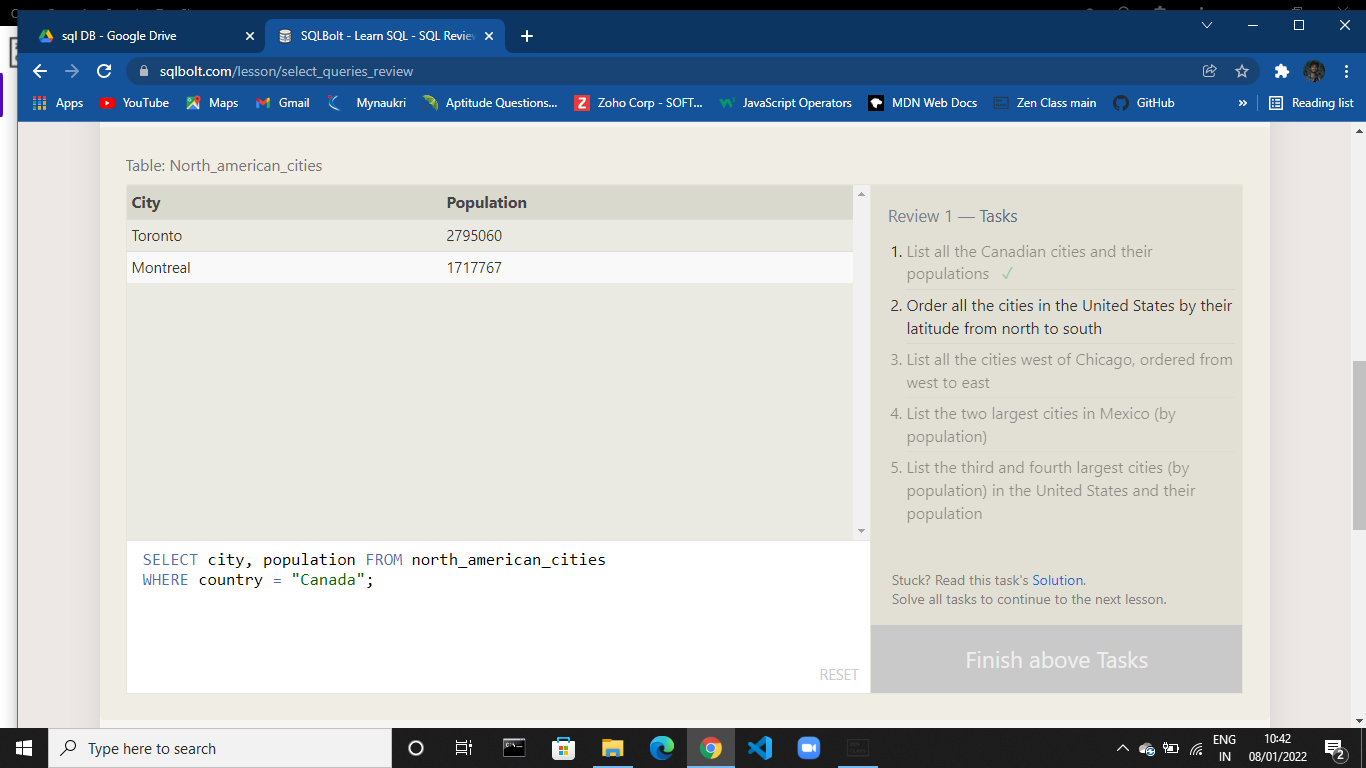 sql DB - Google Drive
SQLBolt - Learn SQL - SQL Review
sqlbolt.com/lesson/select_queries_review
Apps YouTube Maps Gmail Mynaukri Aptitude Questions... Zoho Corp - SOFT... JavaScript Operators MDN Web Docs Zen Class main GitHub » Reading list
Table: North_american_cities
City Population
Toronto 2795060
Montreal 1717767
Review 1 — Tasks
1. List all the Canadian cities and their
populations ✓
2. Order all the cities in the United States by their
latitude from north to south
3. List all the cities west of Chicago, ordered from
west to east
4. List the two largest cities in Mexico (by
population)
5. List the third and fourth largest cities (by
population) in the United States and their
population
SELECT city, population FROM north_american_cities
WHERE country = "Canada";
RESET
Stuck? Read this task's Solution.
Solve all tasks to continue to the next lesson.
Finish above Tasks
Type here to search
ENG
IN
10:42
08/01/2022
2